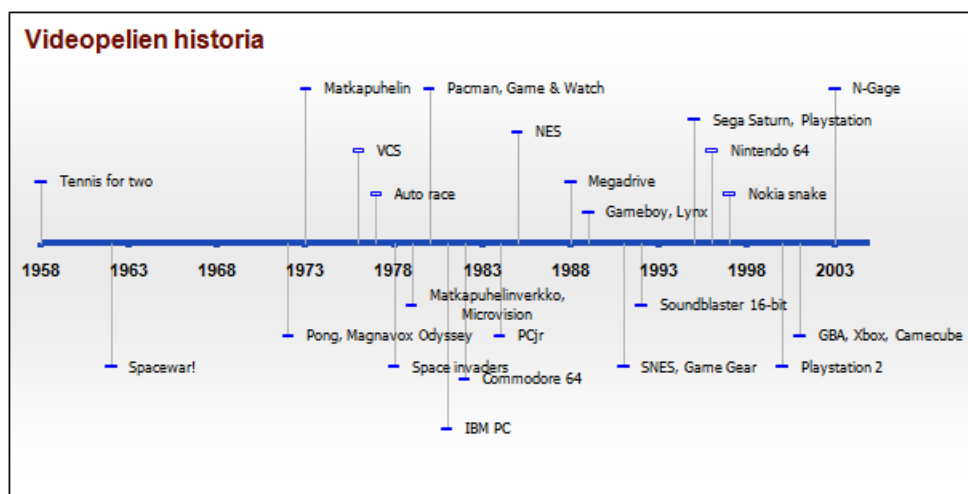 Videopelien historia
Matkapuhelin
Pacman, Game & Watch
N-Gage
Sega Saturn, Playstation
NES
VCS
Nintendo 64
Tennis for two
Megadrive
Auto race
Nokia snake
Gameboy, Lynx
1958 1963 1968 1973 1978 1983 1988 1993 1998 2003
Matkapuhelinverkko,
Microvision
Soundblaster 16-bit
Pong, Magnavox Odyssey
PCjr
GBA, Xbox, Camecube
Spacewar!
Space invaders
SNES, Game Gear
Playstation 2
Commodore 64
IBM PC